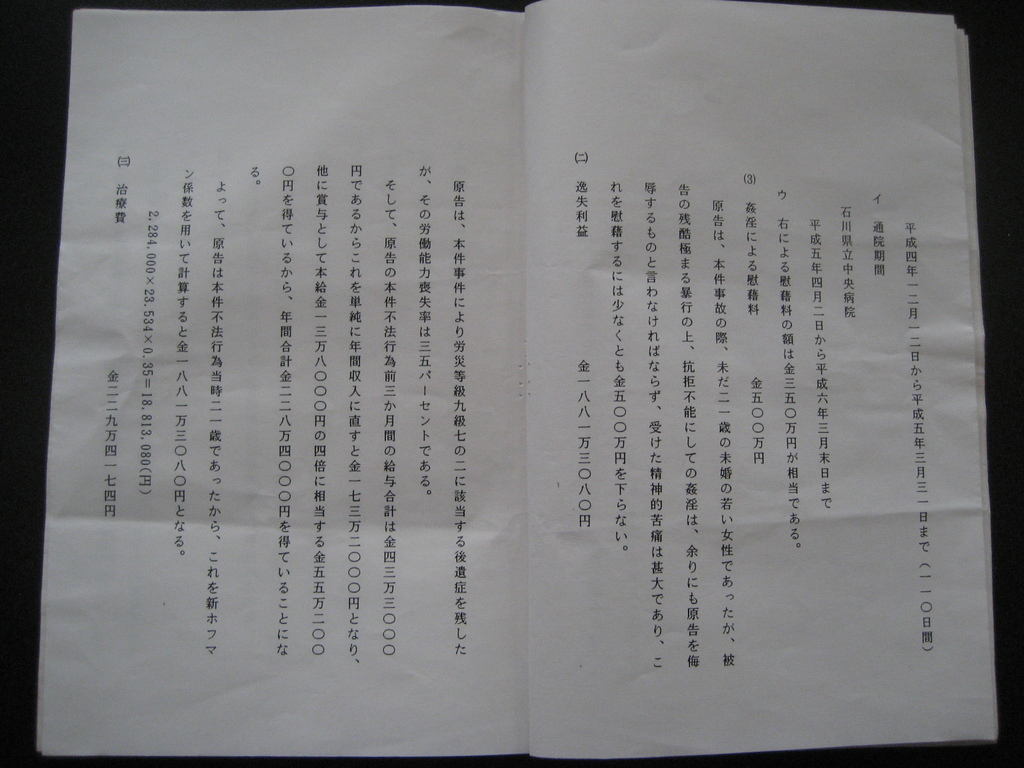 平成四年一二月一二日から平成五年三月三一日まで（一一〇日間）
イ　通院期間
石川県立中央病院
平成五年四月二日から平成六年三月末日まで
ウ　右による慰藉料の額は金三五〇万円が相当である。
⑶　姦淫による慰藉料　　　金五〇〇万円
原告は、本件事故の際、未だ二一歳の未婚の若い女性であったが、被
告の残酷極まる暴行の上、抗拒不能にしての姦淫は、余りにも原告を侮
辱するものと言わなければならず、受けた精神的苦痛は甚大であり、こ
れを慰藉するには少なくとも金五〇〇万円を下らない。
㈡　逸失利益　　　金一八八一万三〇八〇円
原告は、本件事件により労災等級九級七の二に該当する後遺症を残した
が、その労働能力喪失率は三五パーセントである。
そして、原告の本件不法行為前三か月間の給与合計は金四三万三〇〇〇
円であるからこれを単純に年間収入に直すと金一七三万二〇〇〇円となり、
他に賞与として本給金一三万八〇〇〇円の四倍に相当する金五五万二〇〇
〇円を得ているから、年間合計金二二八万四〇〇〇円を得ていることにな
る。
よって、原告は本件不法行為当時二一歳であったから、これを新ホフマ
ン係数を用いて計算すると金一八八一万三〇八〇円となる。
2,284,000×23.534×0.35＝18,813,080(円)
㈢　治療費　　　金二二九万四一七四円